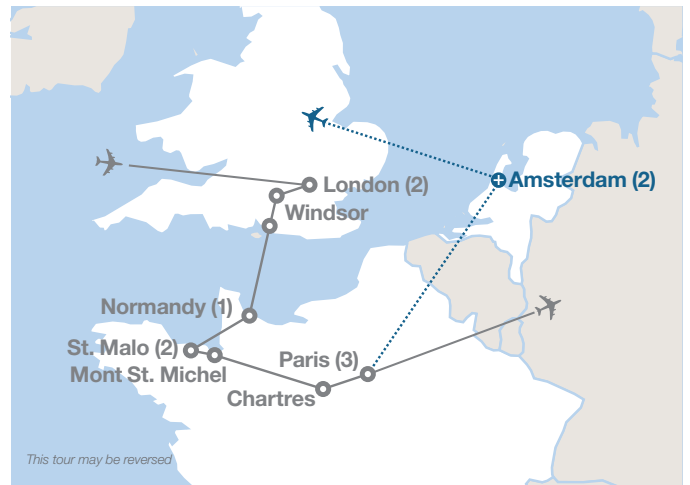 London (2)
Amsterdam (2)
Windsor
Normandy (1)
St. Malo (2)
Paris (3)
Mont St. Michel
Chartres
This tour may be reversed